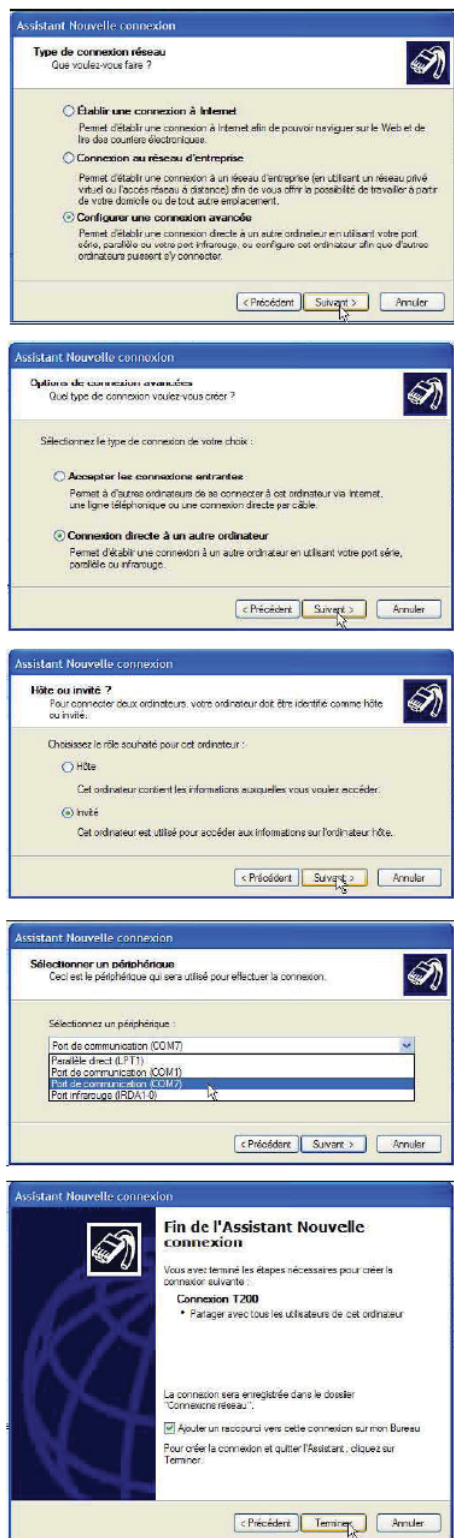 Assistant Nouvelle connexion
Type de connexion réseau
Que voulez-vous faire ?
Établir une connexion à Internet
Permet d'établir une connexion à Internet afin de pouvoir naviguer sur le Web et de
lire des courriers électroniques.
Connexion au réseau d'entreprise
Permet d'établir une connexion à un réseau d'entreprise (en utilisant un réseau privé
virtuel ou l'accès réseau à distance) afin de vous offrir la possibilité de travailler à partir
de votre domicile ou de tout autre emplacement.
Configurer une connexion avancée
Permet d'établir une connexion directe à un autre ordinateur en utilisant votre port
série, parallèle ou votre port infrarouge, ou configure cet ordinateur afin que d'autres
ordinateurs puissent s'y connecter.
< Précédent Suivant > Annuler
Assistant Nouvelle connexion
Options de connexion avancées
Quel type de connexion voulez-vous créer ?
Sélectionnez le type de connexion de votre choix :
Accepter les connexions entrantes
Permet à d'autres ordinateurs de se connecter à cet ordinateur via Internet,
une ligne téléphonique ou une connexion directe par câble.
Connexion directe à un autre ordinateur
Permet d'établir une connexion à un autre ordinateur en utilisant votre port série,
parallèle ou infrarouge.
< Précédent Suivant > Annuler
Assistant Nouvelle connexion
Hôte ou invité ?
Pour connecter deux ordinateurs, votre ordinateur doit être identifié comme hôte
ou invité.
Choisissez le rôle souhaité pour cet ordinateur :
Hôte
Cet ordinateur contient les informations auxquelles vous voulez accéder.
Invité
Cet ordinateur est utilisé pour accéder aux informations sur l'ordinateur hôte.
< Précédent Suivant > Annuler
Assistant Nouvelle connexion
Sélectionner un périphérique
Ceci est le périphérique qui sera utilisé pour effectuer la connexion.
Sélectionnez un périphérique :
Port de communication (COM7)
Parallèle direct (LPT1)
Port de communication (COM1)
Port de communication (COM7)
Port infrarouge (IRDA1-0)
< Précédent Suivant > Annuler
Assistant Nouvelle connexion
Fin de l'Assistant Nouvelle
connexion
Vous avez terminé les étapes nécessaires pour créer la
connexion suivante :
Connexion T200
• Partager avec tous les utilisateurs de cet ordinateur
La connexion sera enregistrée dans le dossier
"Connexions réseau".
Ajouter un raccourci vers cette connexion sur mon Bureau
Pour créer la connexion et quitter l'Assistant, cliquez sur
Terminer.
< Précédent Terminer Annuler